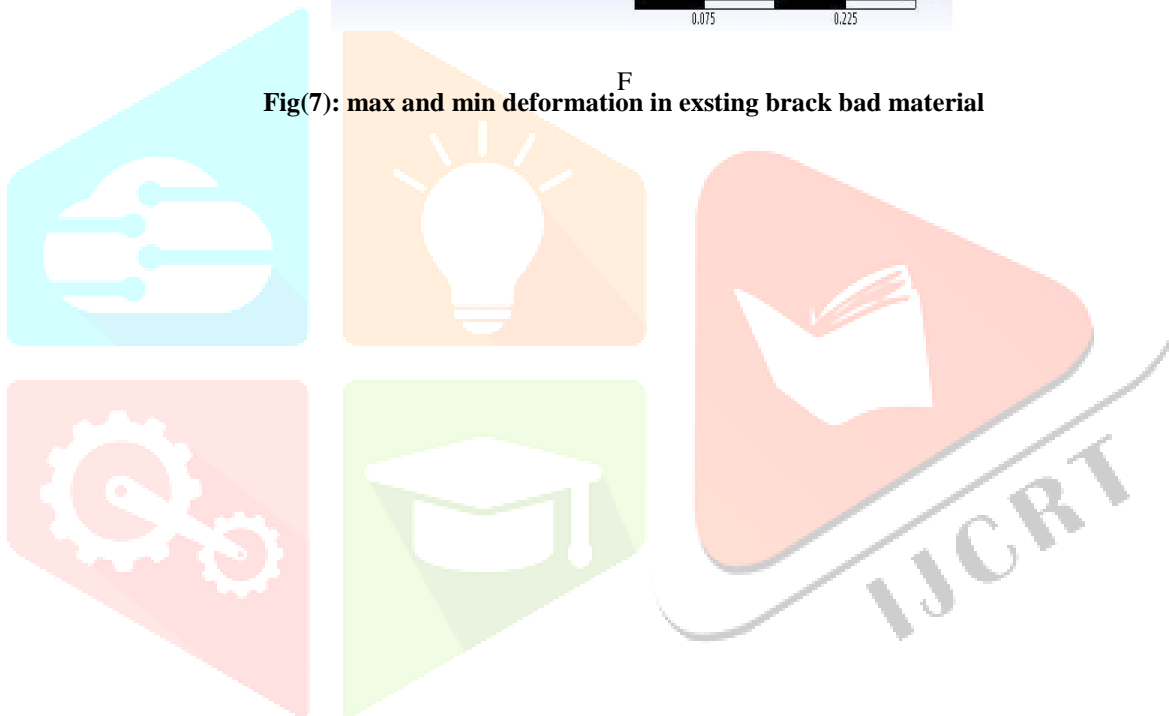 0.075 0.225
F
Fig(7): max and min deformation in exsting brack bad material
IJCRT